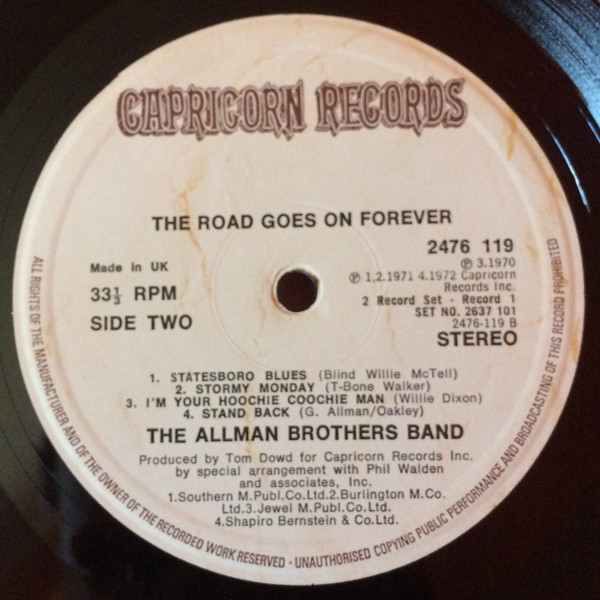 CAPRICORN RECORDS
THE ROAD GOES ON FOREVER
2476 119
Made in UK
℗ 3.1970
℗ 1,2.1971 4.1972 Capricorn
Records Inc.
33⅓ RPM
2 Record Set - Record 1
SET NO. 2637 101
SIDE TWO
2476-119 B
STEREO
1. STATESBORO BLUES (Blind Willie McTell)
2. STORMY MONDAY (T-Bone Walker)
3. I'M YOUR HOOCHIE COOCHIE MAN (Willie Dixon)
4. STAND BACK (G. Allman/Oakley)
THE ALLMAN BROTHERS BAND
Produced by Tom Dowd for Capricorn Records Inc.
by special arrangement with Phil Walden
and associates, Inc.
1.Southern M.Publ.Co.Ltd.2.Burlington M.Co.
Ltd.3.Jewel M.Publ.Co.Ltd.
4.Shapiro Bernstein & Co.Ltd.
ALL RIGHTS OF THE MANUFACTURER AND OF THE OWNER OF THE RECORDED WORK RESERVED - UNAUTHORISED COPYING PUBLIC PERFORMANCE AND BROADCASTING OF THIS RECORD PROHIBITED